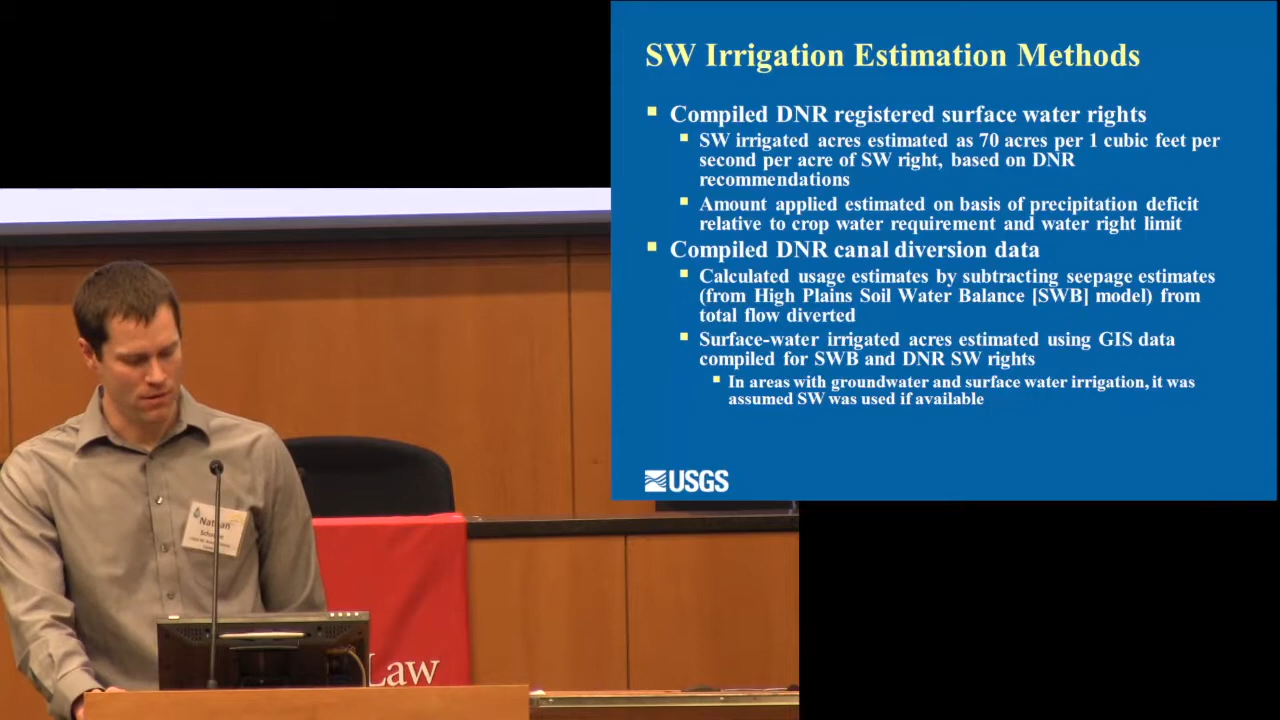 SW Irrigation Estimation Methods
Compiled DNR registered surface water rights
SW irrigated acres estimated as 70 acres per 1 cubic feet per
second per acre of SW right, based on DNR
recommendations
Amount applied estimated on basis of precipitation deficit
relative to crop water requirement and water right limit
Compiled DNR canal diversion data
Calculated usage estimates by subtracting seepage estimates
(from High Plains Soil Water Balance [SWB] model) from
total flow diverted
Surface-water irrigated acres estimated using GIS data
compiled for SWB and DNR SW rights
In areas with groundwater and surface water irrigation, it was
assumed SW was used if available
USGS
Law